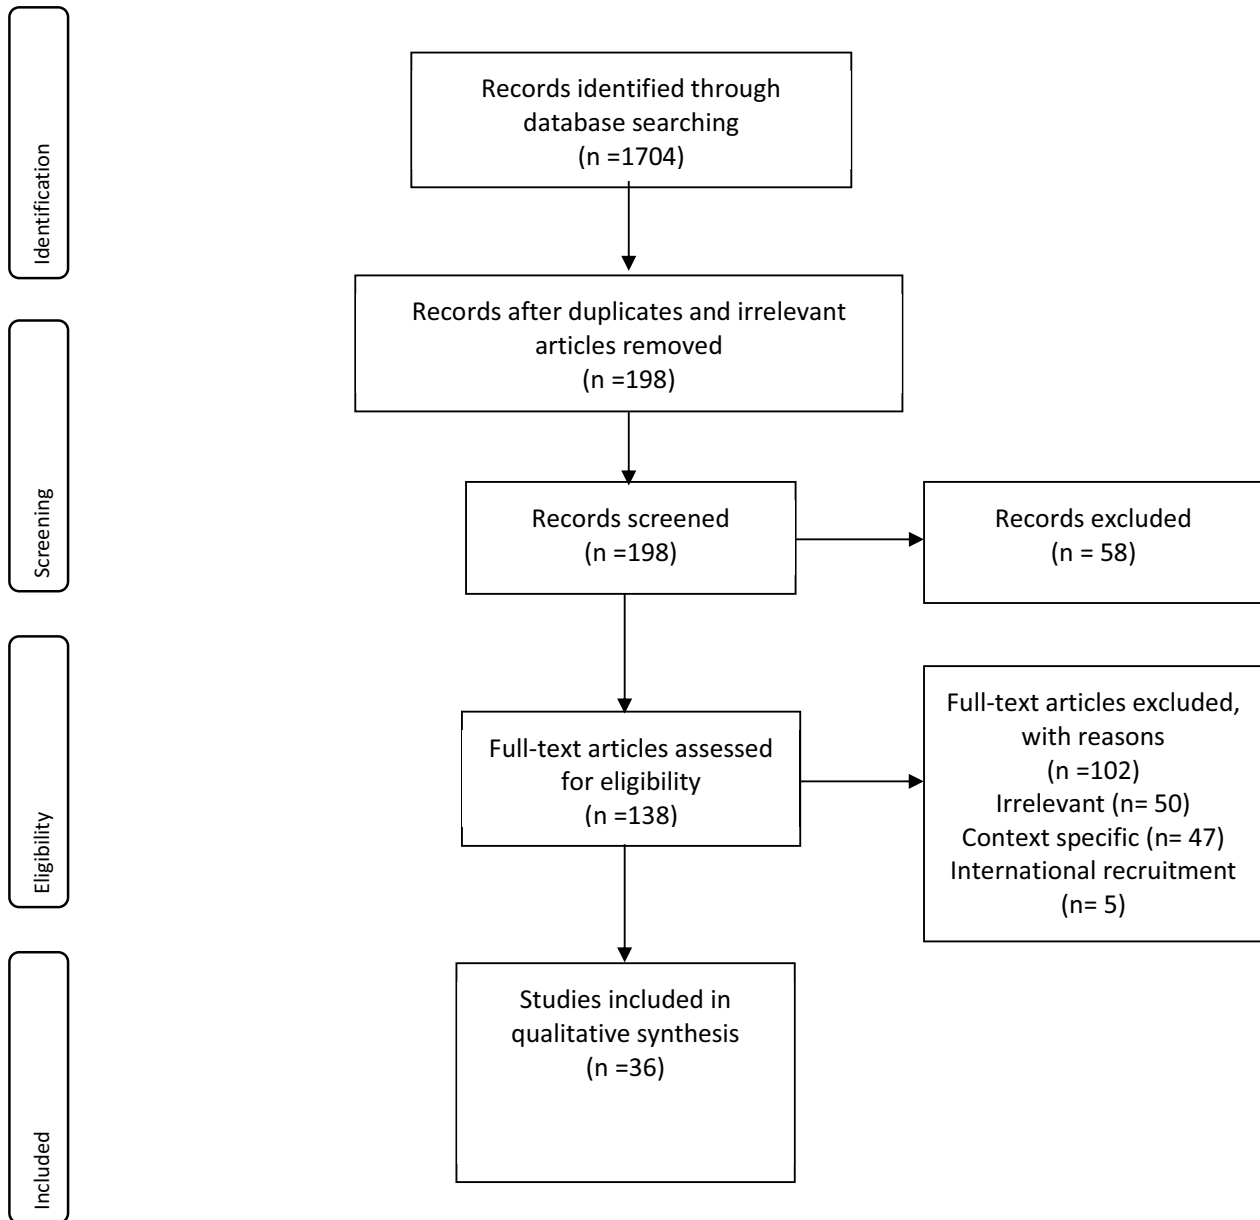 Identification
Records identified through
database searching
(n =1704)
Records after duplicates and irrelevant
articles removed
(n =198)
Screening
Records screened
(n =198)
Records excluded
(n = 58)
Eligibility
Full-text articles assessed
for eligibility
(n =138)
Full-text articles excluded,
with reasons
(n =102)
Irrelevant (n= 50)
Context specific (n= 47)
International recruitment
(n= 5)
Included
Studies included in
qualitative synthesis
(n =36)